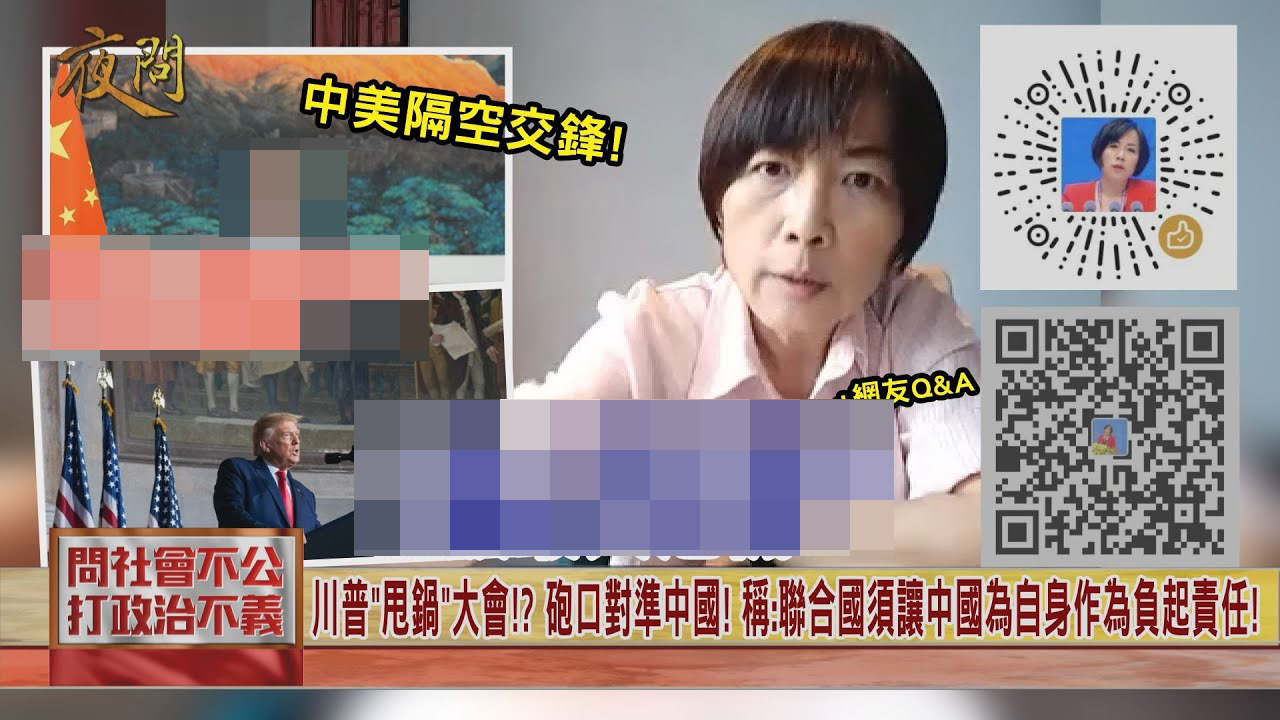 夜問
中美隔空交鋒!
網友Q&A
問社會不公
打政治不義
川普"甩鍋"大會!? 砲口對準中國! 稱:聯合國須讓中國為自身作為負起責任!